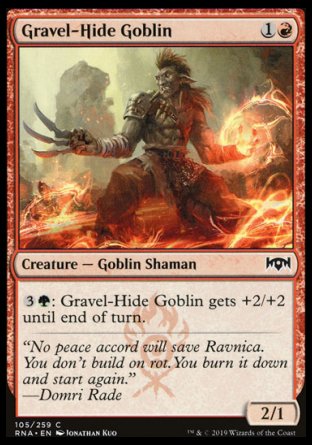 Gravel-Hide Goblin 1
Creature — Goblin Shaman
3 : Gravel-Hide Goblin gets +2/+2
until end of turn.
"No peace accord will save Ravnica.
You don't build on rot. You burn it down
and start again."
—Domri Rade
105/259 C
RNA • EN Jonathan Kuo
™ & © 2019 Wizards of the Coast
2/1